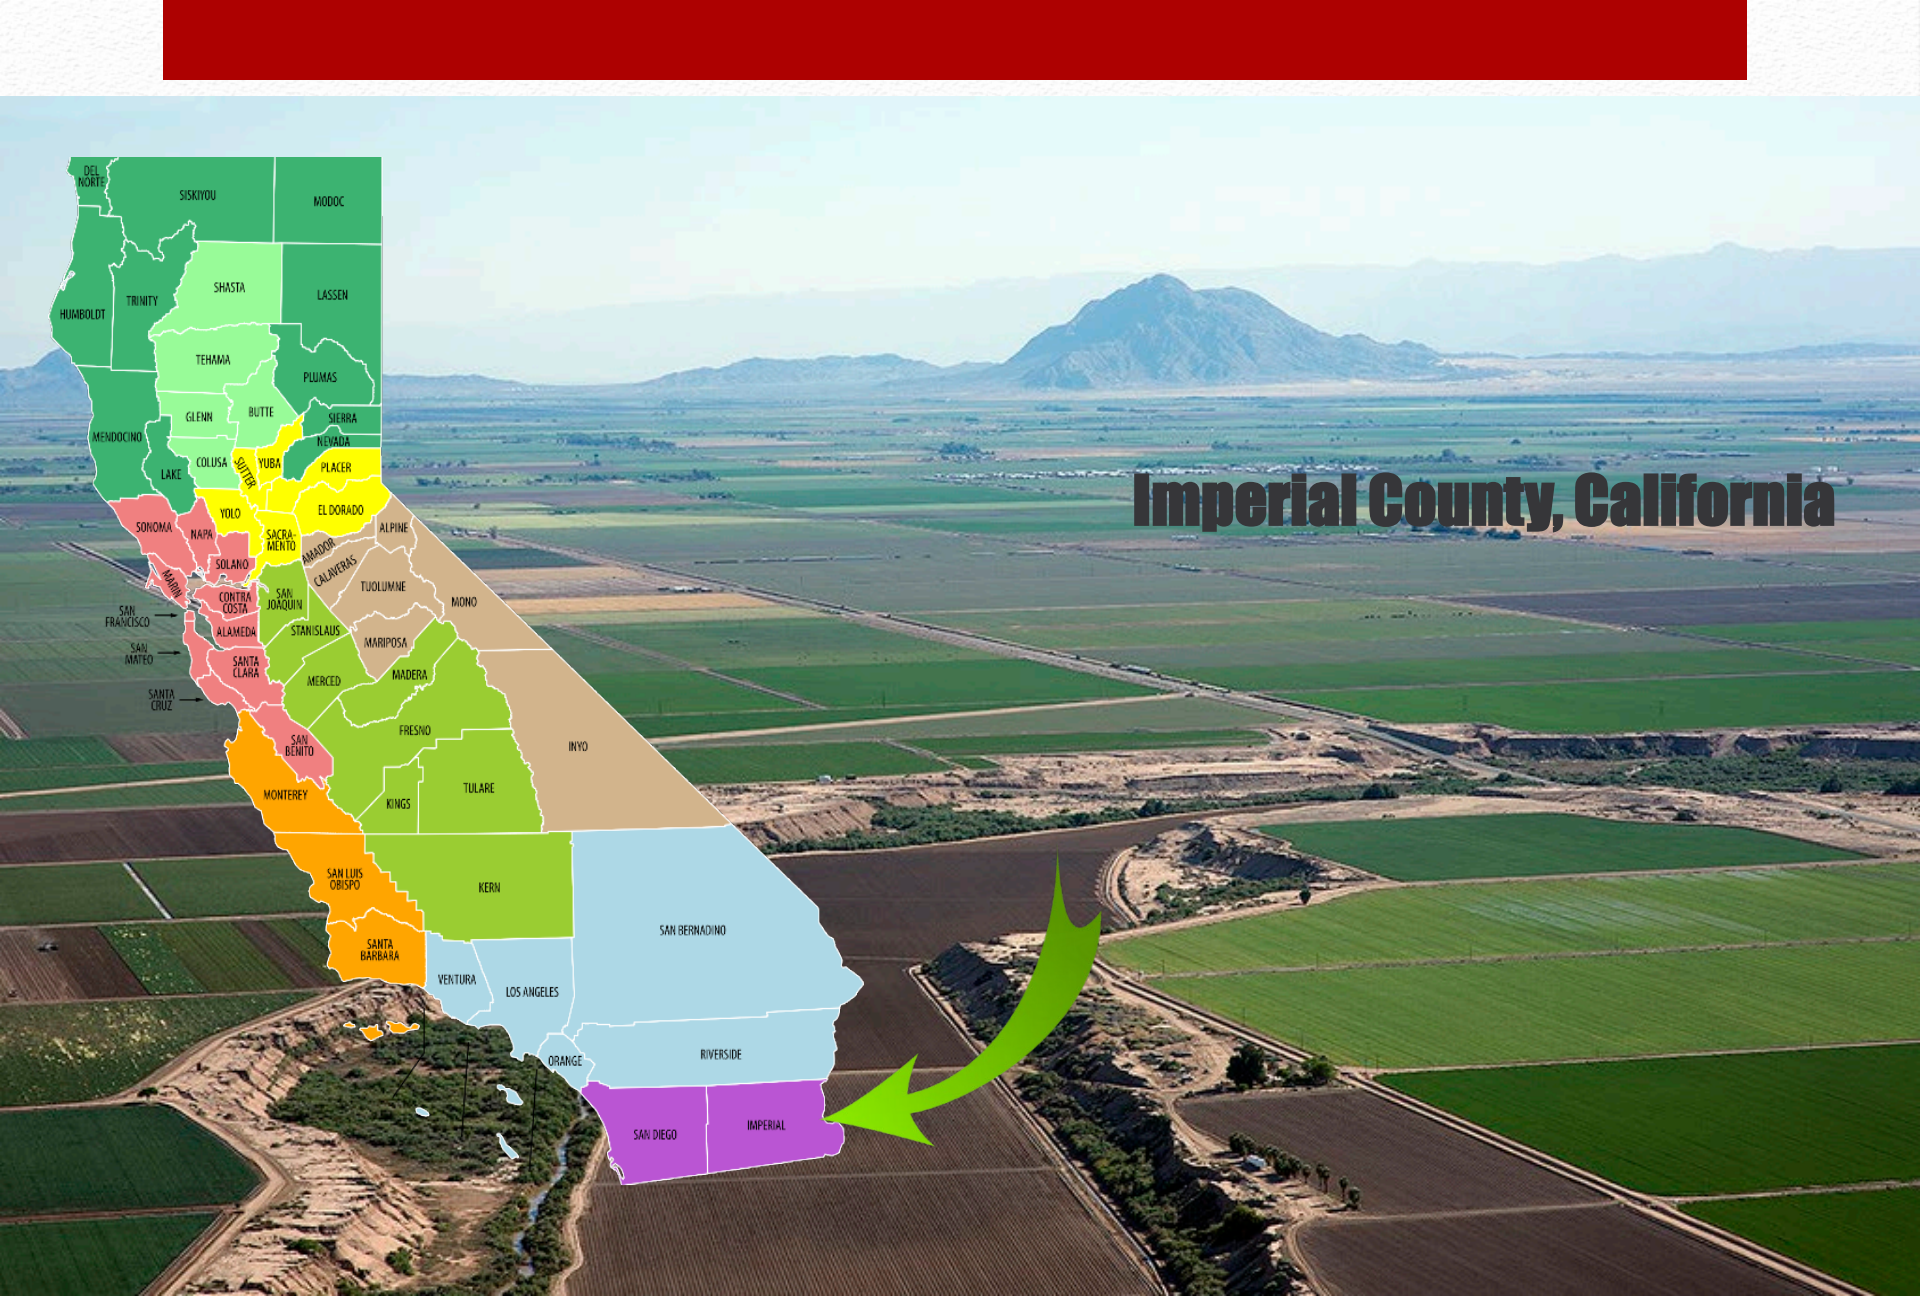 DEL
NORTE
SISKIYOU
MODOC
SHASTA
LASSEN
TRINITY
HUMBOLDT
TEHAMA
PLUMAS
GLENN
BUTTE
SIERRA
MENDOCINO
NEVADA
COLUSA
SUTTER
YUBA
PLACER
LAKE
Imperial County, California
EL DORADO
YOLO
SONOMA
NAPA
SACRA-
MENTO
ALPINE
AMADOR
SOLANO
CALAVERAS
MARIN
TUOLUMNE
CONTRA
COSTA
SAN
JOAQUIN
MONO
SAN
FRANCISCO
ALAMEDA
STANISLAUS
MARIPOSA
SAN
MATEO
SANTA
CLARA
MERCED
MADERA
SANTA
CRUZ
FRESNO
SAN
BENITO
INYO
MONTEREY
KINGS
TULARE
SAN LUIS
OBISPO
KERN
SANTA
BARBARA
SAN BERNADINO
VENTURA
LOS ANGELES
ORANGE
RIVERSIDE
SAN DIEGO
IMPERIAL